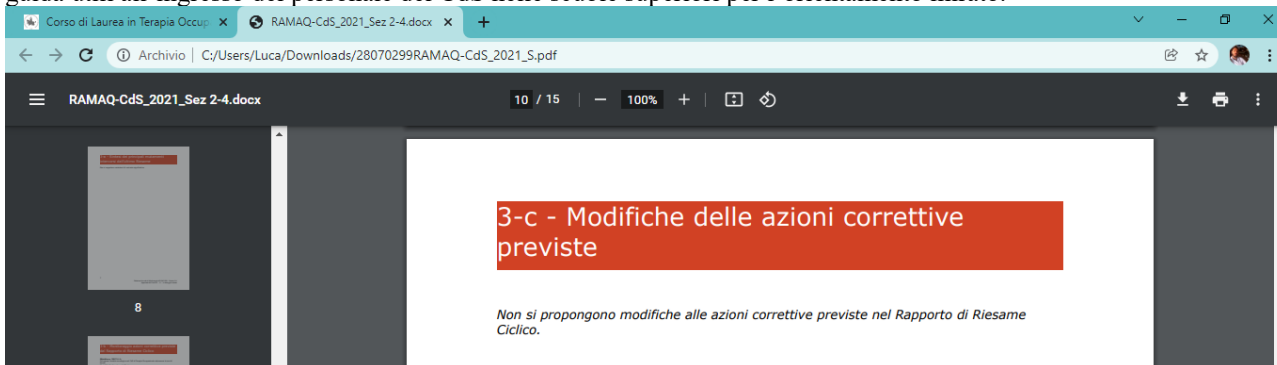 Corso di Laurea in Terapia Occup
RAMAQ-CdS_2021_Sez 2-4.docx
Archivio | C:/Users/Luca/Downloads/28070299RAMAQ-CdS_2021_S.pdf
RAMAQ-CdS_2021_Sez 2-4.docx
10 / 15 | — 100% + |
3-c - Modifiche delle azioni correttive
previste
8
Non si propongono modifiche alle azioni correttive previste nel Rapporto di Riesame
Ciclico.